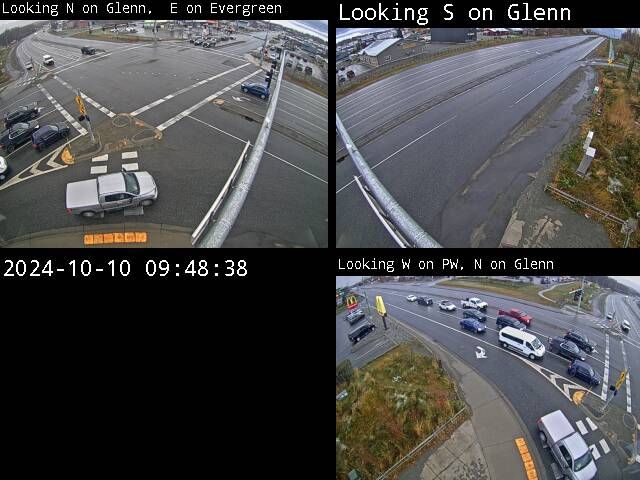 Looking N on Glenn, E on Evergreen
Looking S on Glenn
2024-10-10 09:48:38
Looking W on PW, N on Glenn